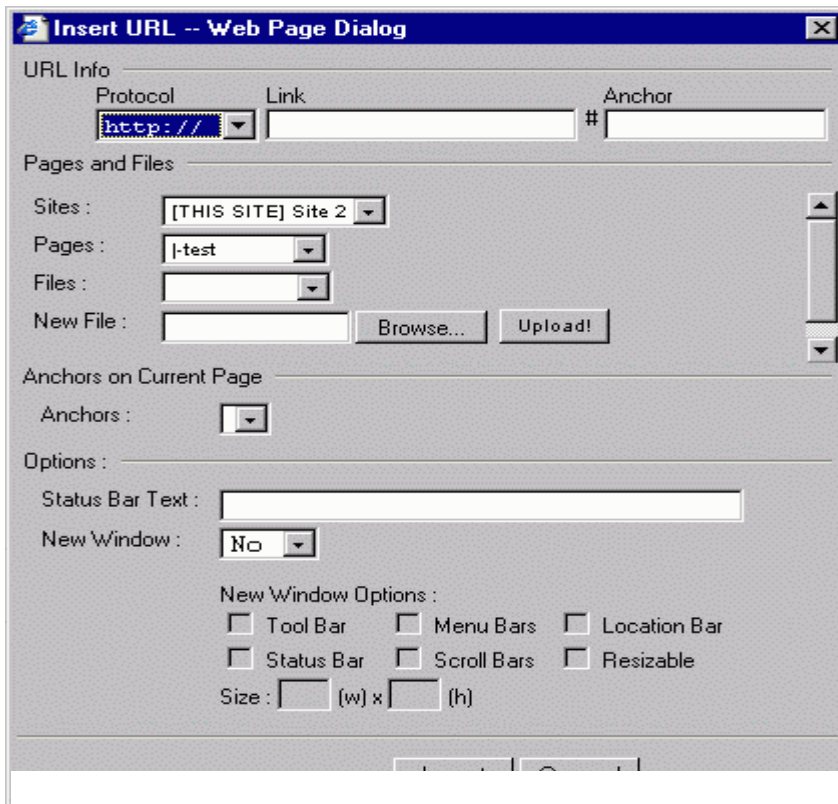 Insert URL -- Web Page Dialog
URL Info
Protocol Link Anchor
http:// #
Pages and Files
Sites : [THIS SITE] Site 2
Pages : |-test
Files :
New File : Browse... Upload!
Anchors on Current Page
Anchors :
Options :
Status Bar Text :
New Window : No
New Window Options :
Tool Bar Menu Bars Location Bar
Status Bar Scroll Bars Resizable
Size : (w) x (h)